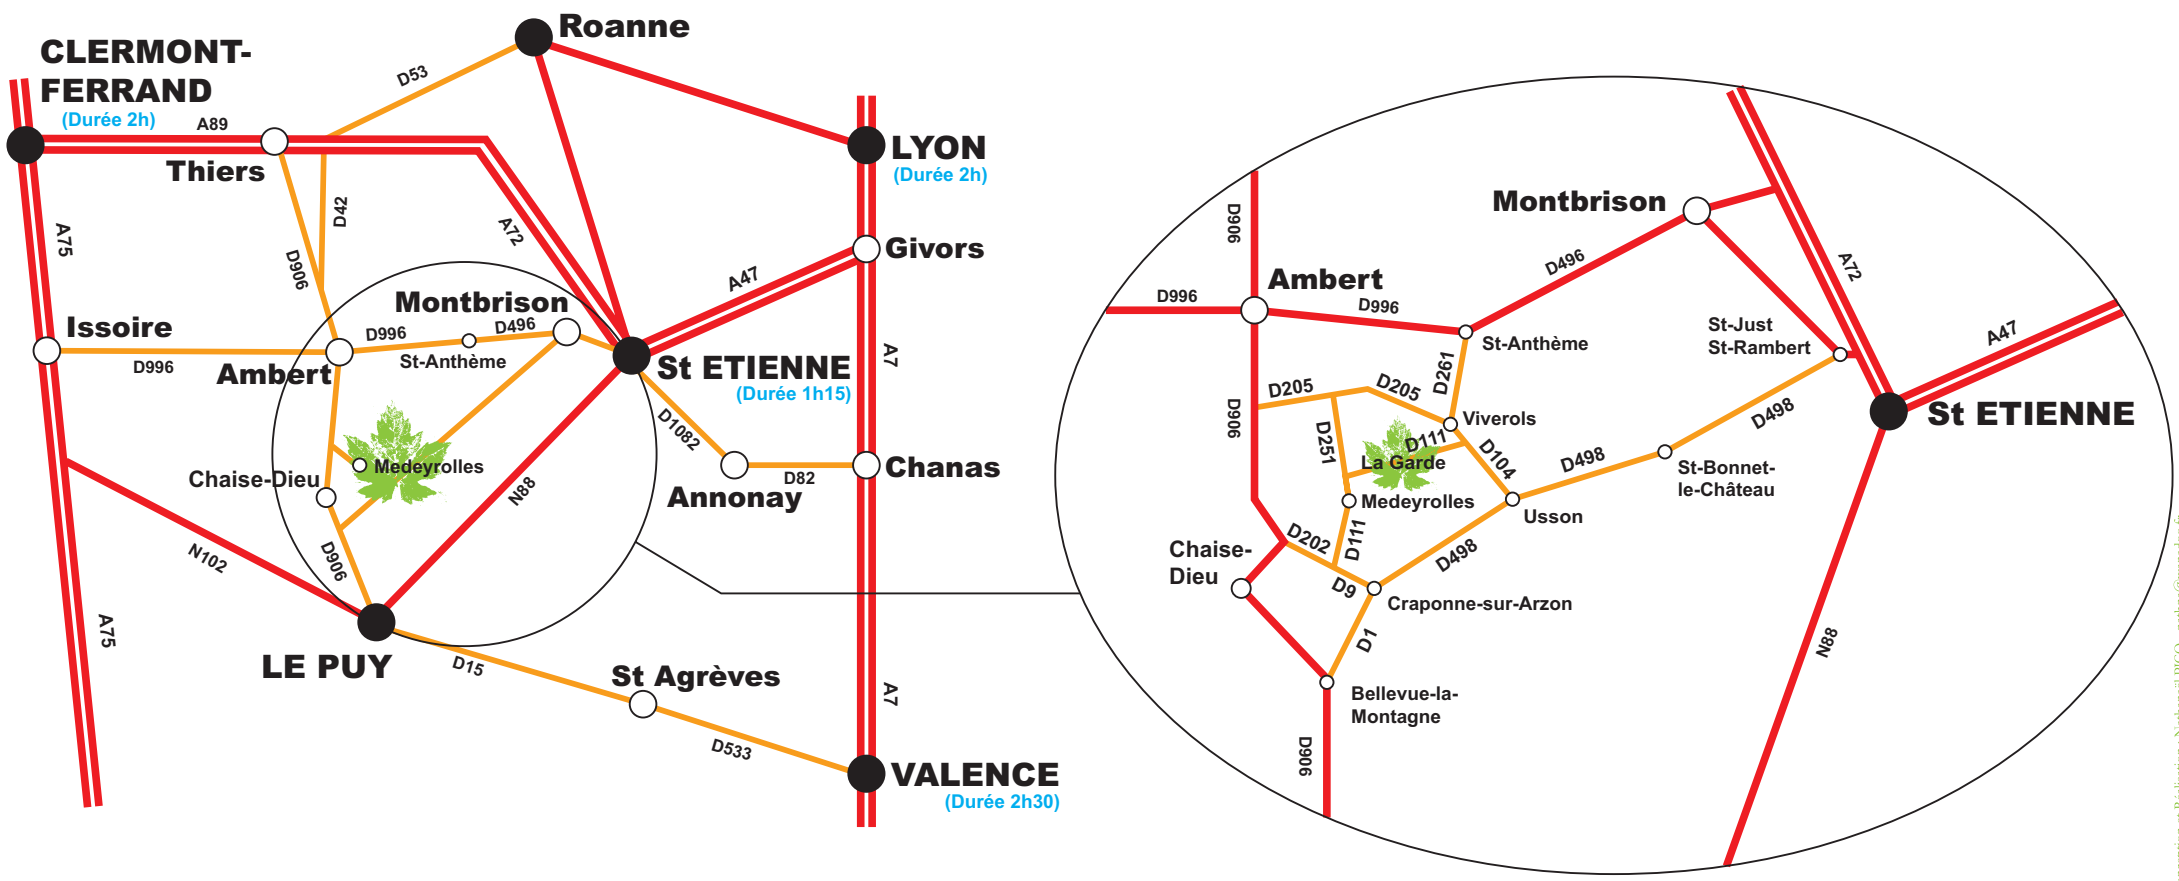 Roanne
CLERMONT-
FERRAND
(Durée 2h)
D53
A89
Thiers
LYON
(Durée 2h)
D42
A72
A75
D906
Givors
A47
Montbrison
Issoire
D996
D996
D496
St-Anthème
Ambert
St ETIENNE
(Durée 1h15)
A7
D1082
Medeyrolles
Chaise-Dieu
N88
Annonay
D82
Chanas
N102
D906
A75
LE PUY
D15
St Agrèves
A7
D533
VALENCE
(Durée 2h30)
D906
Montbrison
D496
A72
Ambert
D996
D996
St-Anthème
St-Just
St-Rambert
A47
D261
D205
D205
D906
Viverols
D498
St ETIENNE
D251
D111
La Garde
D104
D498
St-Bonnet-
le-Château
Medeyrolles
Usson
D202
D111
Chaise-
Dieu
D498
D9
Craponne-sur-Arzon
D1
N88
Bellevue-la-
Montagne
D906